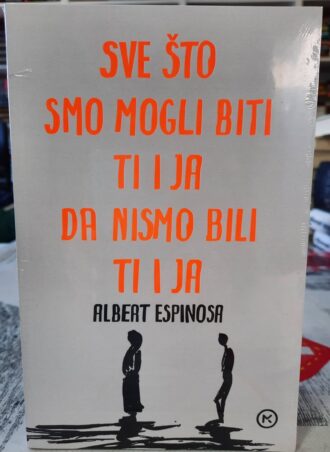 SVE ŠTO
SMO MOGLI BITI
TI I JA
DA NISMO BILI
TI I JA
ALBERT ESPINOSA